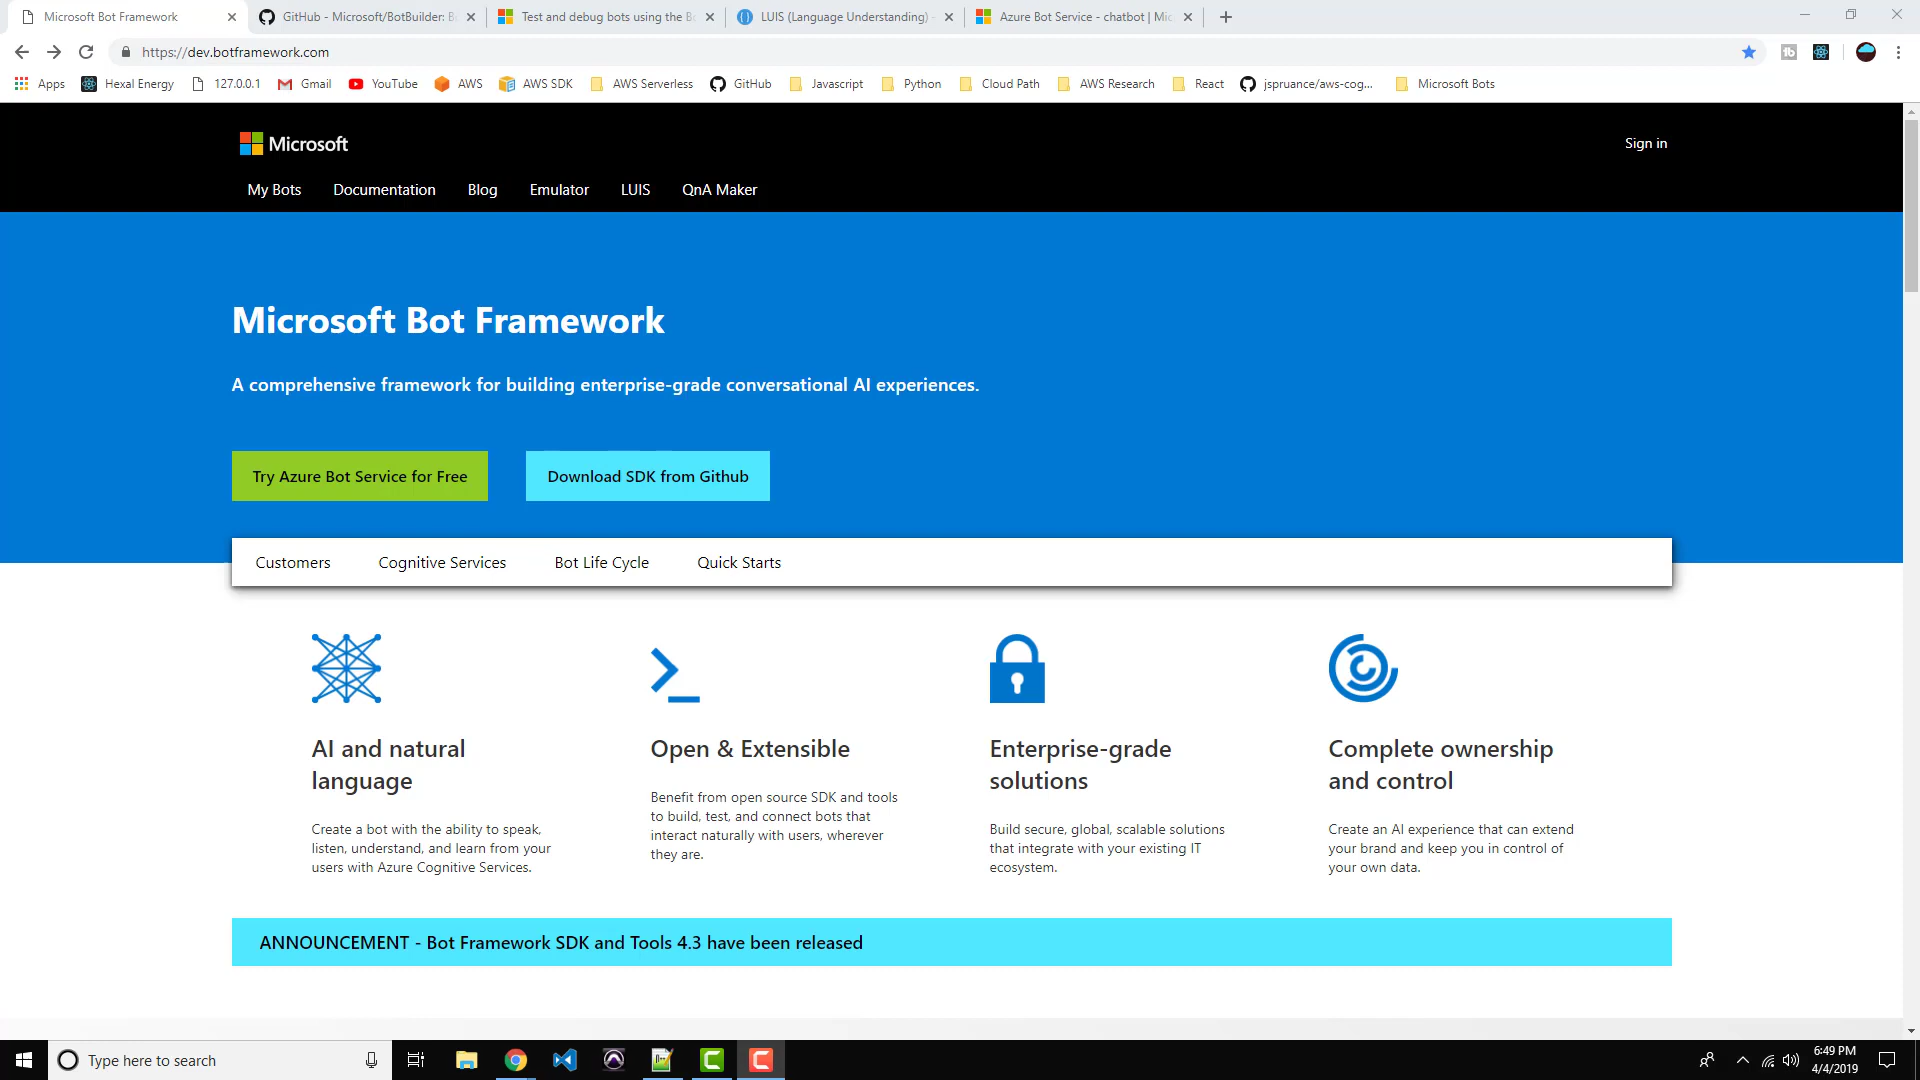 Microsoft Bot Framework
GitHub - Microsoft/BotBuilder: B
Test and debug bots using the Bo
LUIS (Language Understanding) -
Azure Bot Service - chatbot | Mic
https://dev.botframework.com
Apps
Hexal Energy
127.0.0.1
Gmail
YouTube
AWS
AWS SDK
AWS Serverless
GitHub
Javascript
Python
Cloud Path
AWS Research
React
jspruance/aws-cog...
Microsoft Bots
Microsoft
Sign in
My Bots
Documentation
Blog
Emulator
LUIS
QnA Maker
Microsoft Bot Framework
A comprehensive framework for building enterprise-grade conversational AI experiences.
Try Azure Bot Service for Free
Download SDK from Github
Customers
Cognitive Services
Bot Life Cycle
Quick Starts
AI and natural
language
Create a bot with the ability to speak,
listen, understand, and learn from your
users with Azure Cognitive Services.
Open & Extensible
Benefit from open source SDK and tools
to build, test, and connect bots that
interact naturally with users, wherever
they are.
Enterprise-grade
solutions
Build secure, global, scalable solutions
that integrate with your existing IT
ecosystem.
Complete ownership
and control
Create an AI experience that can extend
your brand and keep you in control of
your own data.
ANNOUNCEMENT - Bot Framework SDK and Tools 4.3 have been released
Type here to search
6:49 PM
4/4/2019